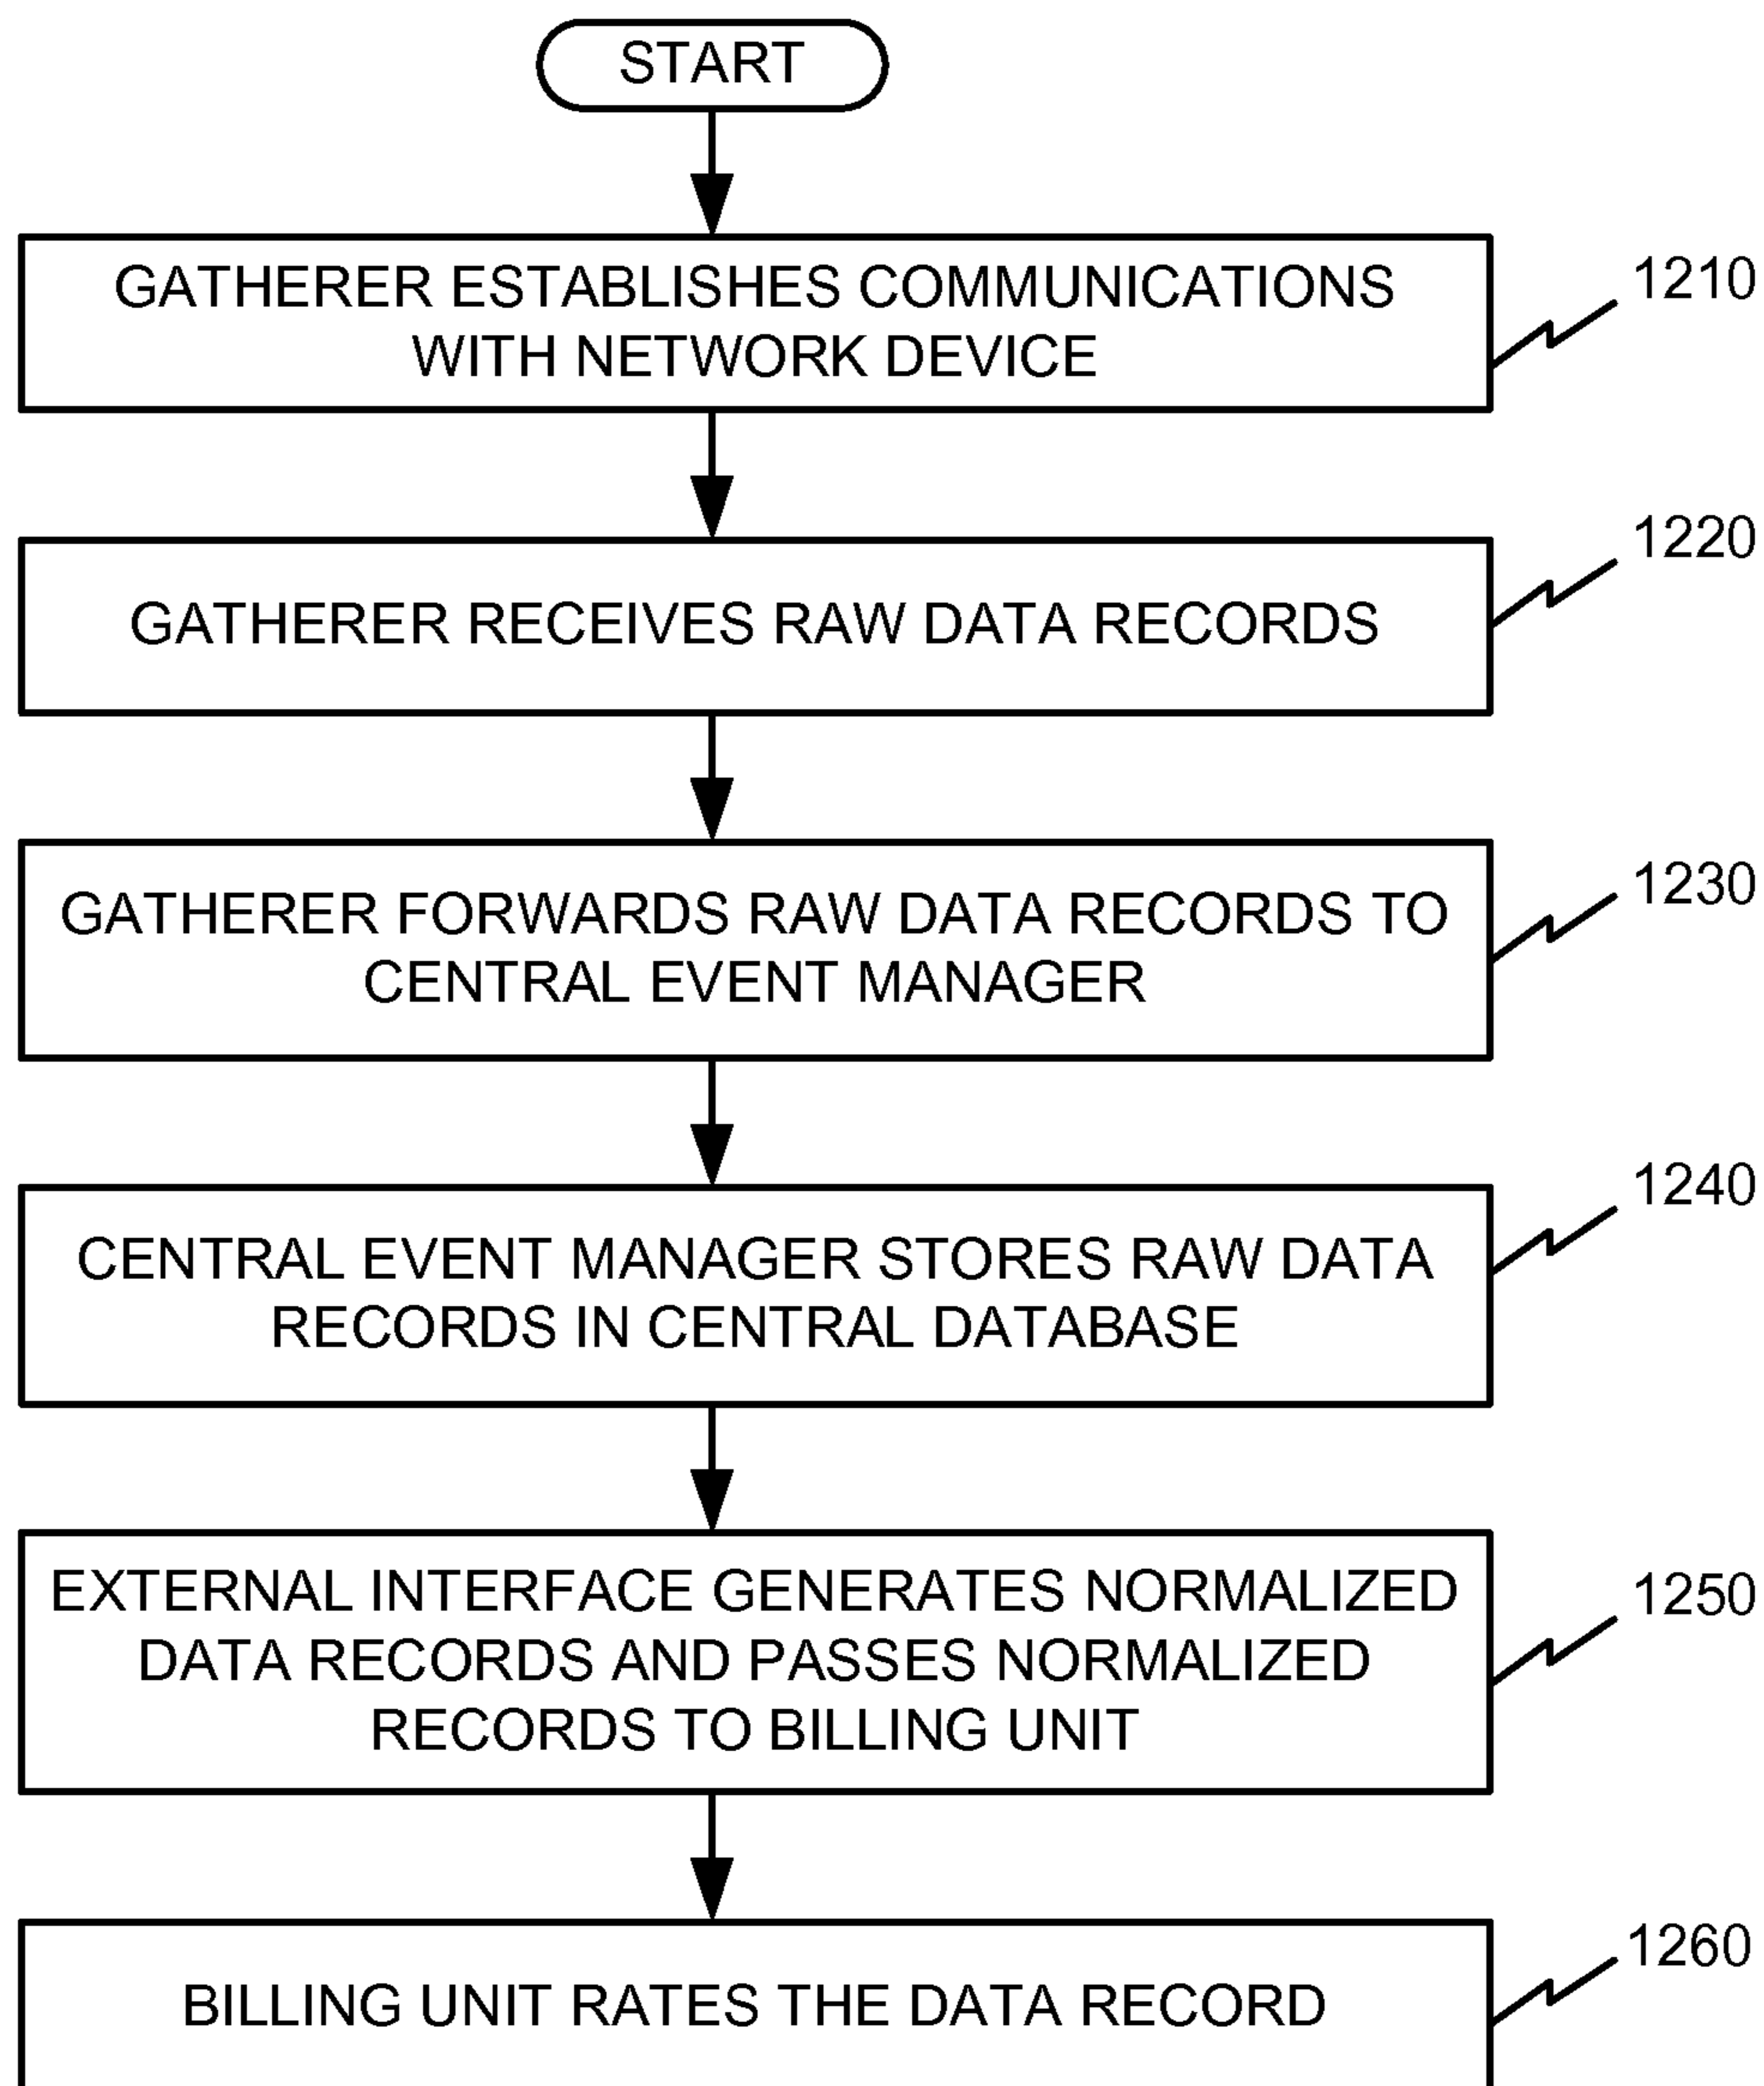 START
GATHERER ESTABLISHES COMMUNICATIONS
WITH NETWORK DEVICE
1210
GATHERER RECEIVES RAW DATA RECORDS
1220
GATHERER FORWARDS RAW DATA RECORDS TO
CENTRAL EVENT MANAGER
1230
CENTRAL EVENT MANAGER STORES RAW DATA
RECORDS IN CENTRAL DATABASE
1240
EXTERNAL INTERFACE GENERATES NORMALIZED
DATA RECORDS AND PASSES NORMALIZED
RECORDS TO BILLING UNIT
1250
BILLING UNIT RATES THE DATA RECORD
1260